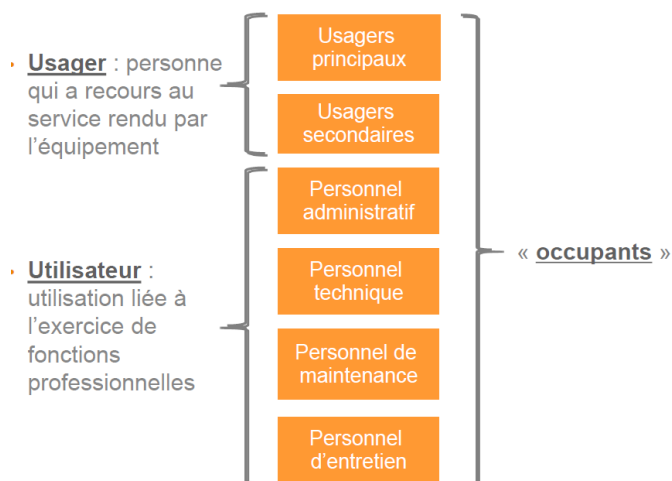 Usager : personne
qui a recours au
service rendu par
l'équipement
Usagers
principaux
Usagers
secondaires
Utilisateur :
utilisation liée à
l'exercice de
fonctions
professionnelles
Personnel
administratif
Personnel
technique
Personnel de
maintenance
Personnel
d'entretien
« occupants »